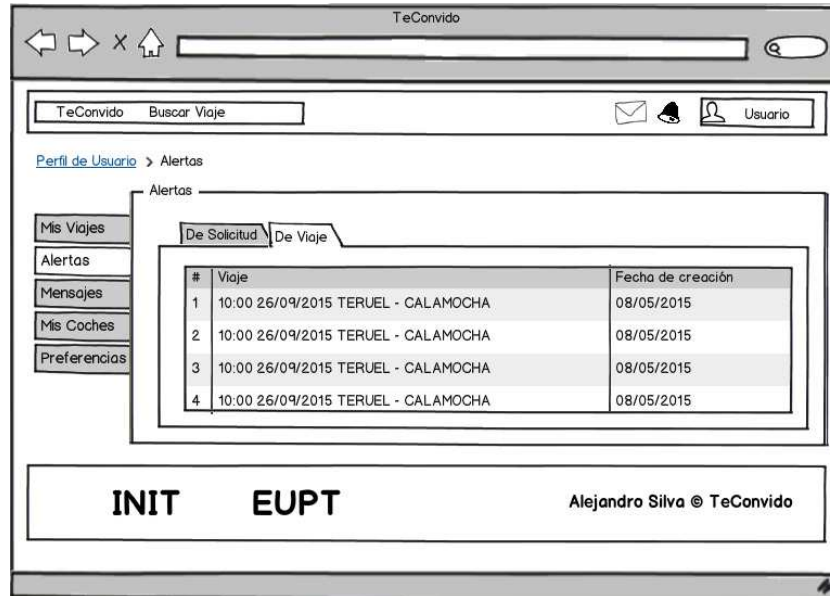 TeConvido
X
TeConvido Buscar Viaje
Usuario
Perfil de Usuario > Alertas
Alertas
Mis Viajes
Alertas
Mensajes
Mis Coches
Preferencias
De Solicitud De Viaje
# Viaje Fecha de creación
1 10:00 26/09/2015 TERUEL - CALAMOCHA 08/05/2015
2 10:00 26/09/2015 TERUEL - CALAMOCHA 08/05/2015
3 10:00 26/09/2015 TERUEL - CALAMOCHA 08/05/2015
4 10:00 26/09/2015 TERUEL - CALAMOCHA 08/05/2015
INIT EUPT Alejandro Silva © TeConvido